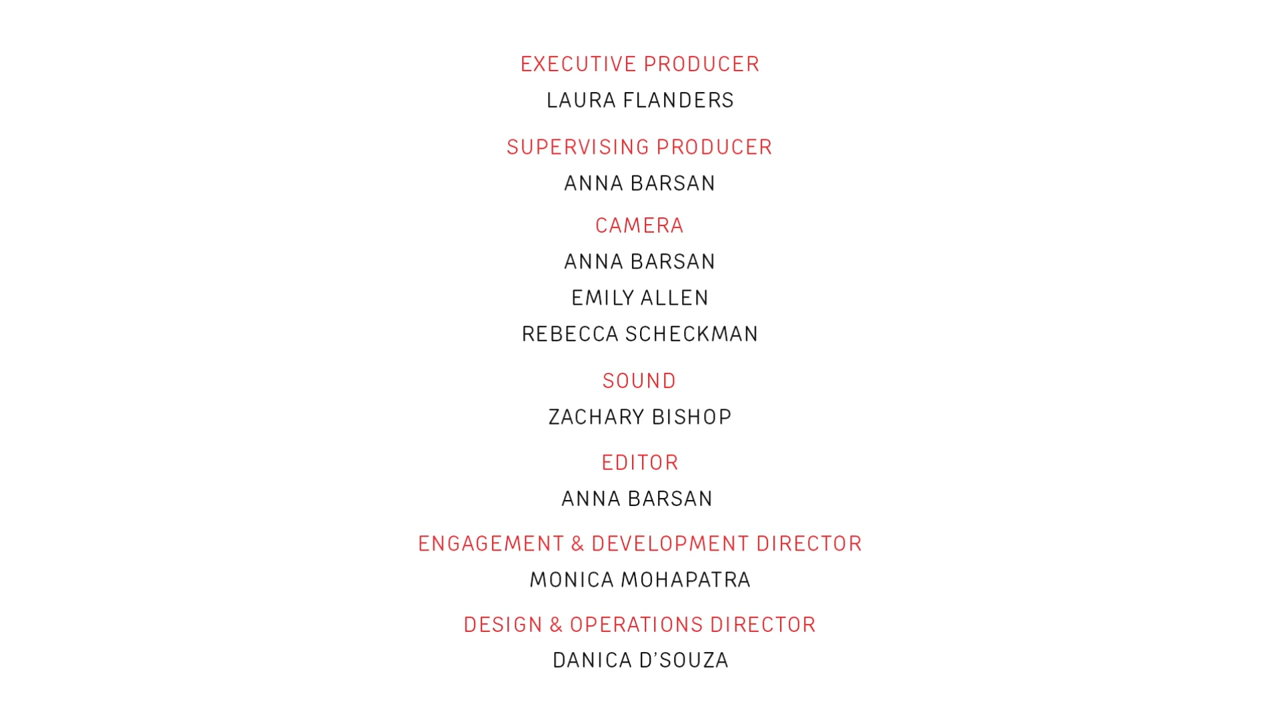 EXECUTIVE PRODUCER
LAURA FLANDERS
SUPERVISING PRODUCER
ANNA BARSAN
CAMERA
ANNA BARSAN
EMILY ALLEN
REBECCA SCHECKMAN
SOUND
ZACHARY BISHOP
EDITOR
ANNA BARSAN
ENGAGEMENT & DEVELOPMENT DIRECTOR
MONICA MOHAPATRA
DESIGN & OPERATIONS DIRECTOR
DANICA D’SOUZA